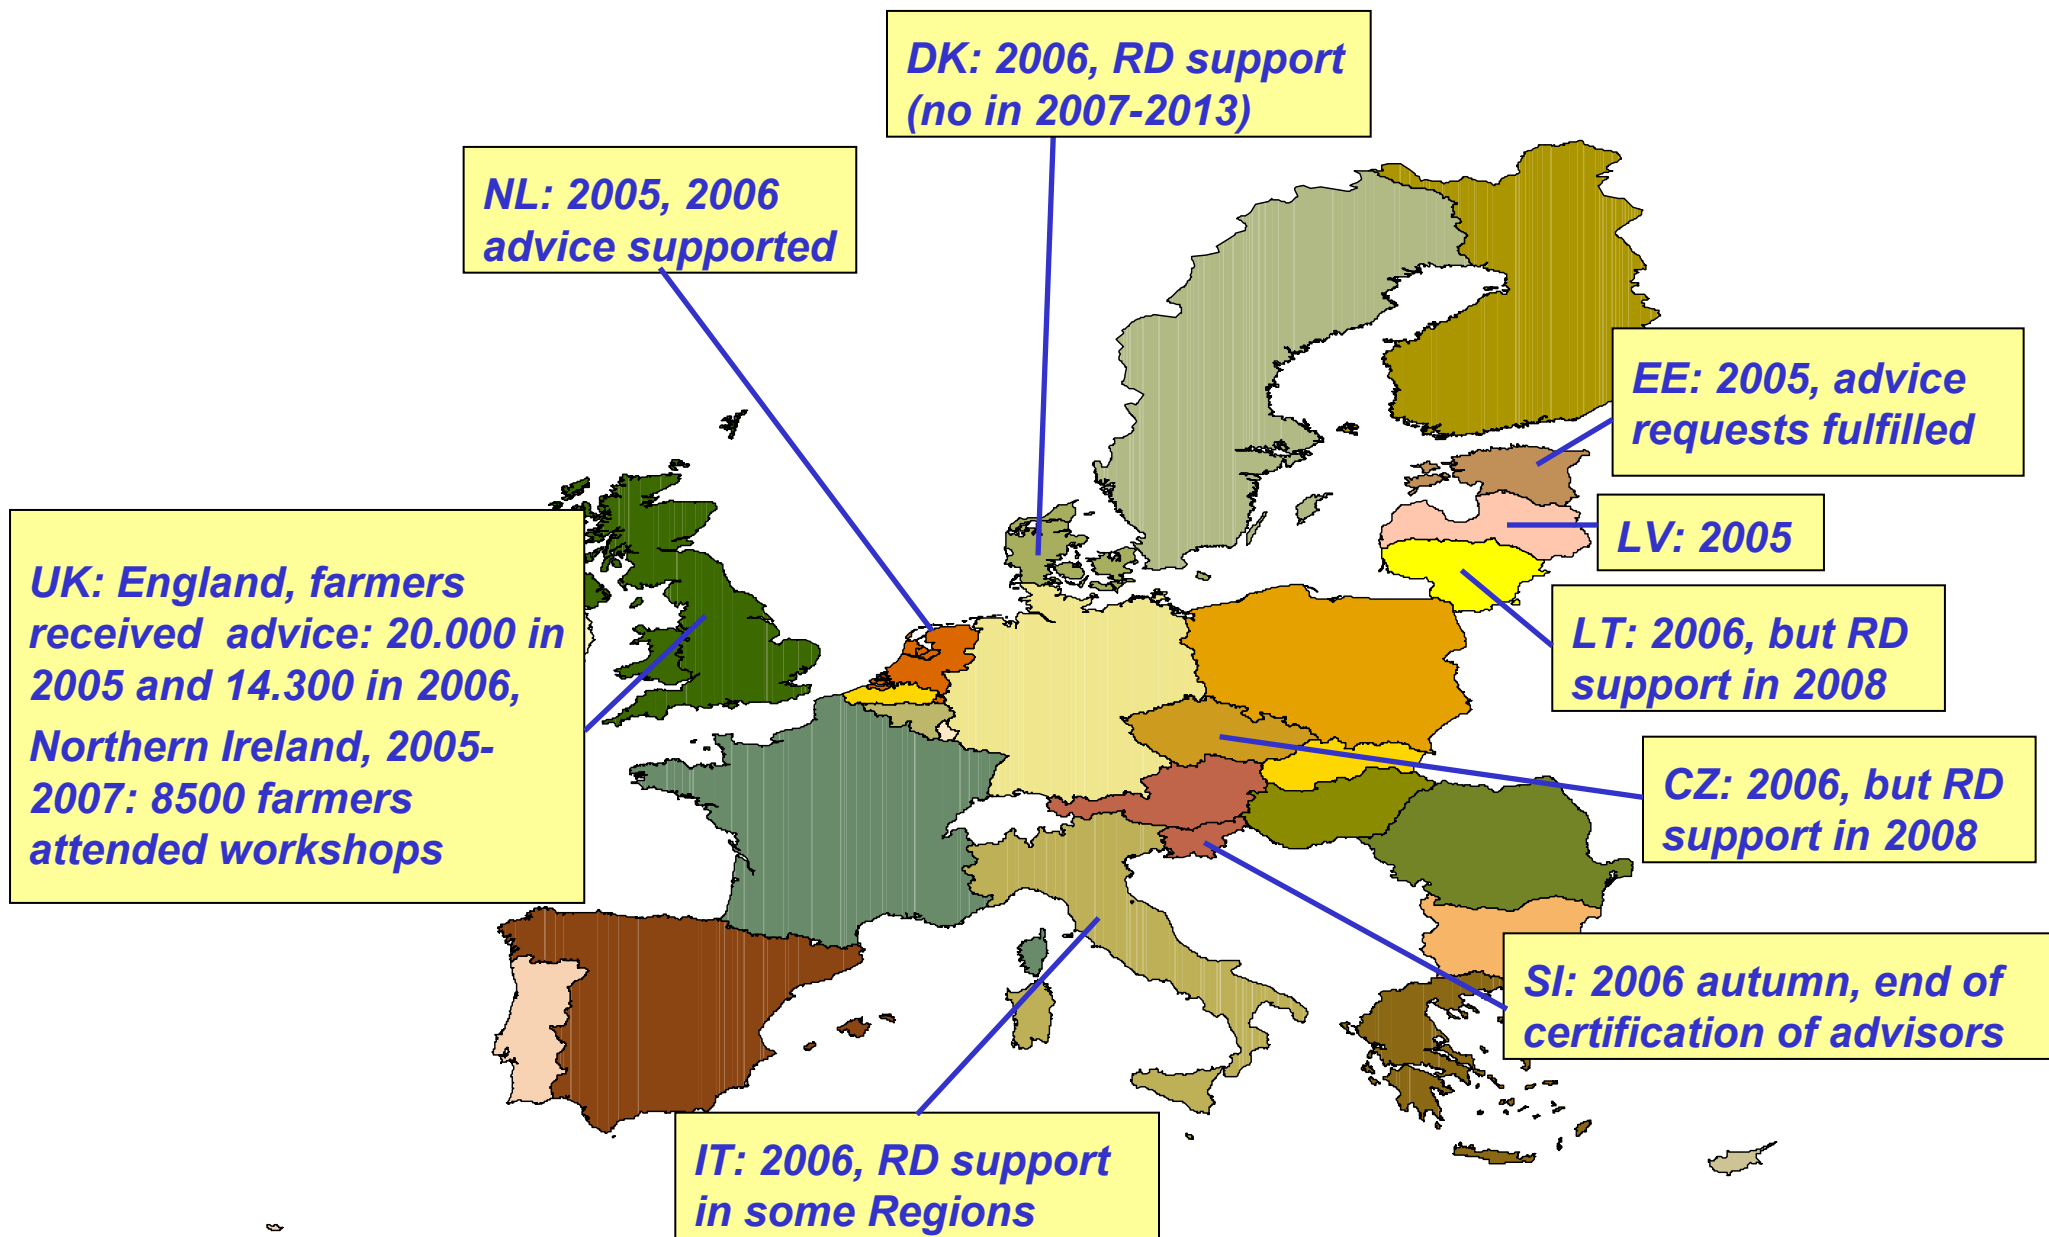 DK: 2006, RD support
(no in 2007-2013)
NL: 2005, 2006
advice supported
EE: 2005, advice
requests fulfilled
LV: 2005
UK: England, farmers
received advice: 20.000 in
2005 and 14.300 in 2006,
Northern Ireland, 2005-
2007: 8500 farmers
attended workshops
LT: 2006, but RD
support in 2008
CZ: 2006, but RD
support in 2008
SI: 2006 autumn, end of
certification of advisors
IT: 2006, RD support
in some Regions